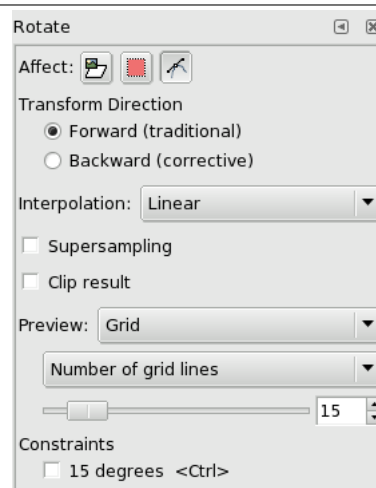 Rotate
Affect:
Transform Direction
Forward (traditional)
Backward (corrective)
Interpolation: Linear
Supersampling
Clip result
Preview: Grid
Number of grid lines
15
Constraints
15 degrees <Ctrl>